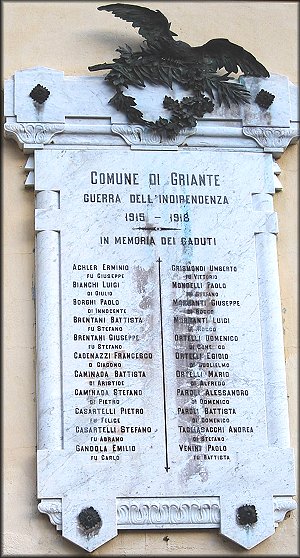 COMUNE DI GRIANTE
GUERRA DELL'INDIPENDENZA
1915 - 1918
IN MEMORIA DEI CADUTI
ACHLER ERMINIO
FU GIUSEPPE
BIANCHI LUIGI
DI GIULIO
BORGHI PAOLO
DI INNOCENTE
BRENTANI BATTISTA
FU STEFANO
BRENTANI GIUSEPPE
FU STEFANO
CADENAZZI FRANCESCO
DI GIACOMO
CAMINADA BATTISTA
DI ARISTIDE
CAMINADA STEFANO
DI PIETRO
CASARTELLI PIETRO
FU FELICE
CASARTELLI STEFANO
FU ABRAMO
GANDOLA EMILIO
FU CARLO
GRISMONDI UMBERTO
FU VITTORIO
MONDELLI PAOLO
FU STEFANO
MORGANTI GIUSEPPE
DI ROCCO
MORGANTI LUIGI
DI ROCCO
ORTELLI DOMENICO
DI
ORTELLI EGIDIO
DI GUGLIELMO
ORTELLI MARIO
DI ALFREDO
PAROLI ALESSANDRO
DI DOMENICO
PAROLI BATTISTA
DI DOMENICO
TAGLIASACCHI ANDREA
DI STEFANO
VENINI PAOLO
FU BATTISTA